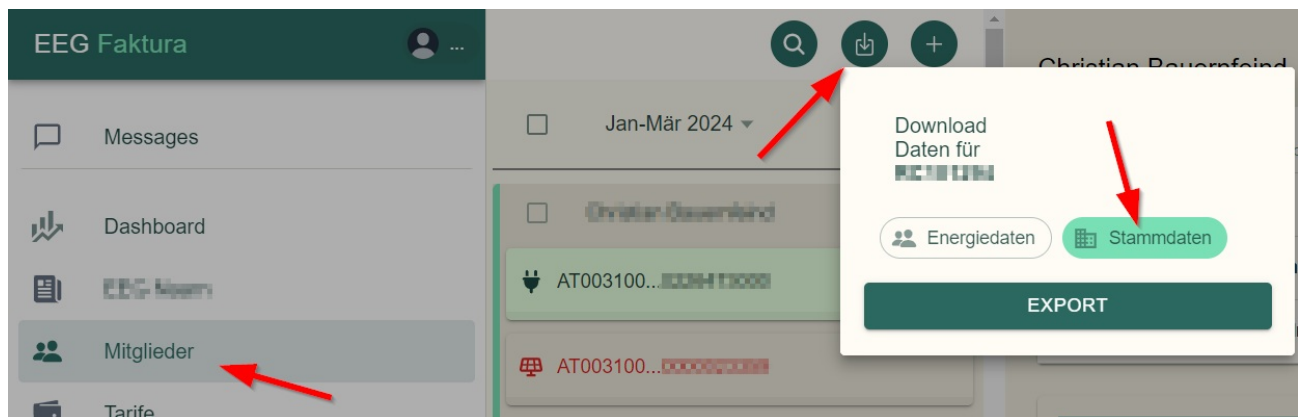 EEG Faktura
...
Messages
Dashboard
Mitglieder
Tarife
Jan-Mär 2024
AT003100...
AT003100...
Christian Bauernfeind
Download
Daten für
Energiedaten
Stammdaten
EXPORT